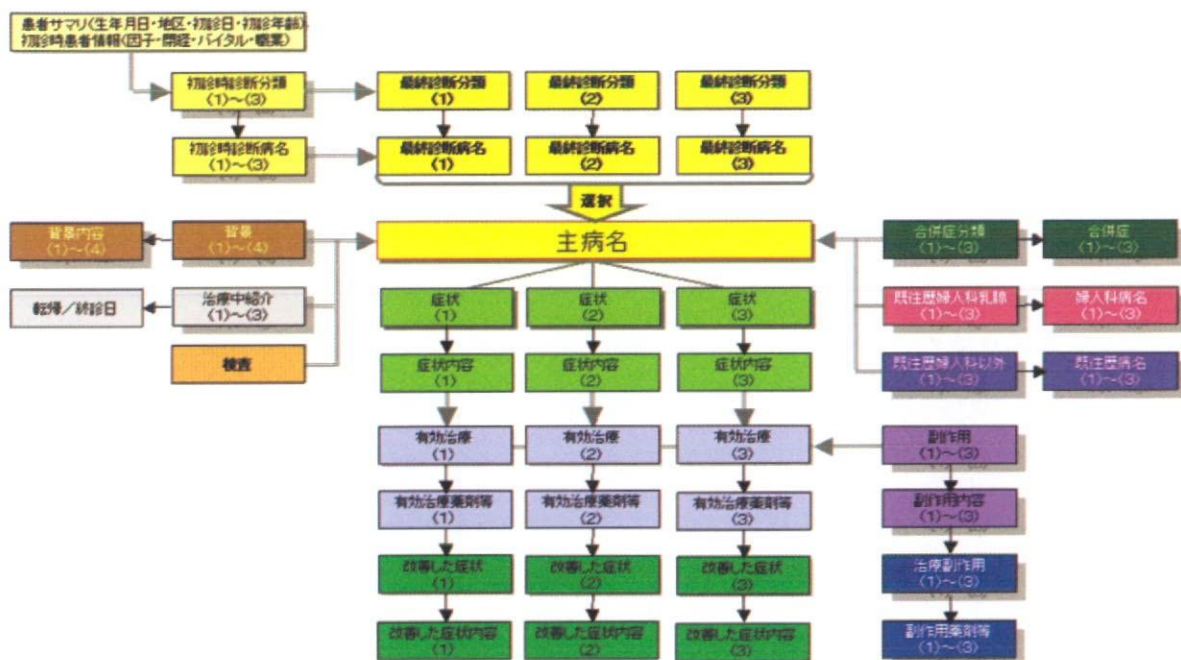 患者サマリ(生年月日・地区・初診日・初診年齢)
初診時患者情報(因子・閉経・バイタル・職業)
初診時診断分類
(1)~(3)
最終診断分類
(1)
最終診断分類
(2)
最終診断分類
(3)
初診時診断病名
(1)~(3)
最終診断病名
(1)
最終診断病名
(2)
最終診断病名
(3)
選択
背景内容
(1)~(4)
背景
(1)~(4)
主病名
合併症分類
(1)~(3)
合併症
(1)~(3)
転帰/終診日
治療中紹介
(1)~(3)
症状
(1)
症状
(2)
症状
(3)
既往歴婦人科乳腺
(1)~(3)
婦人科病名
(1)~(3)
検査
症状内容
(1)
症状内容
(2)
症状内容
(3)
既往歴婦人科以外
(1)~(3)
既往歴病名
(1)~(3)
有効治療
(1)
有効治療
(2)
有効治療
(3)
副作用
(1)~(3)
有効治療薬剤等
(1)
有効治療薬剤等
(2)
有効治療薬剤等
(3)
副作用内容
(1)~(3)
改善した症状
(1)
改善した症状
(2)
改善した症状
(3)
治療副作用
(1)~(3)
改善した症状内容
(1)
改善した症状内容
(2)
改善した症状内容
(3)
副作用薬剤等
(1)~(3)